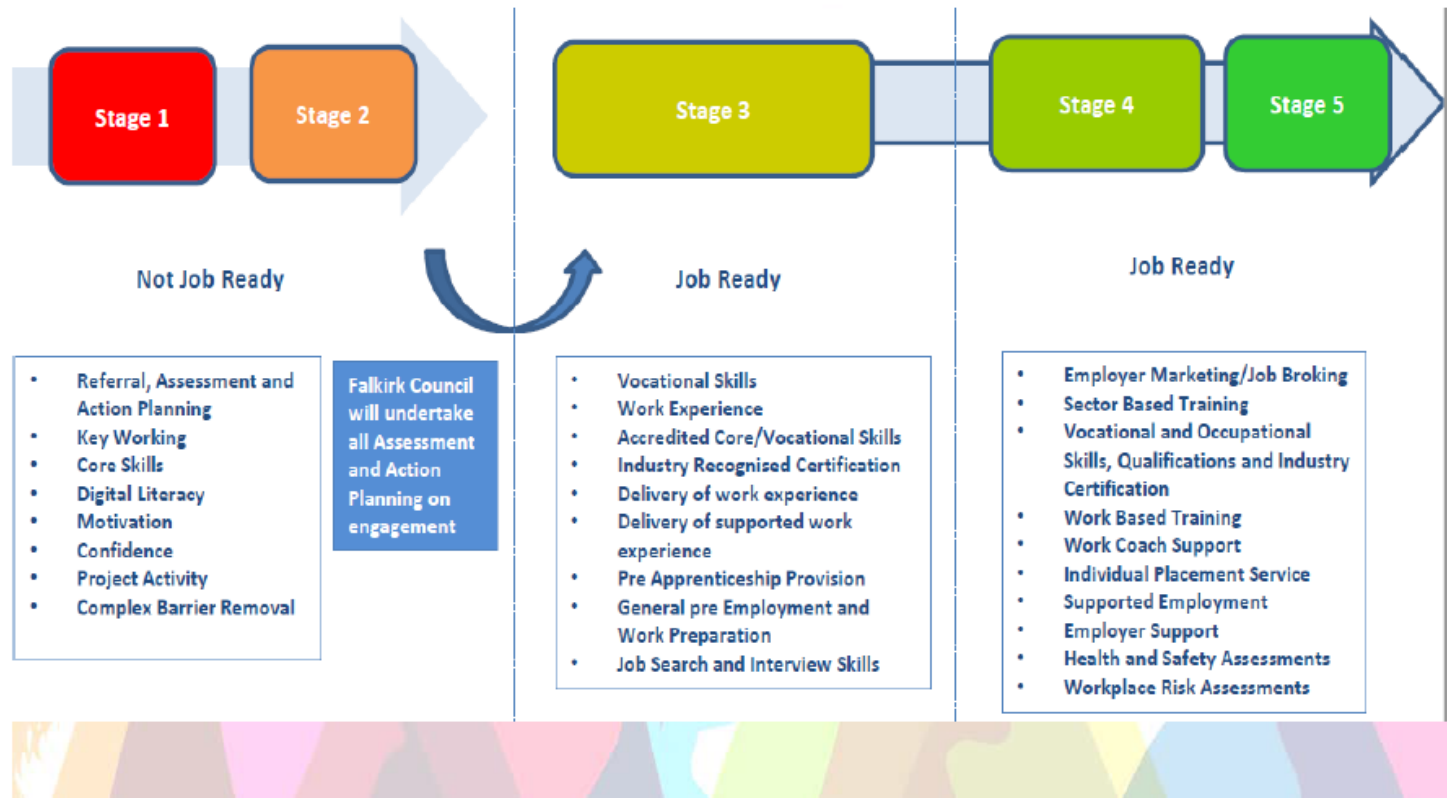 Stage 1
Stage 2
Stage 3
Stage 4
Stage 5
Not Job Ready
Job Ready
Job Ready
• Referral, Assessment and
Action Planning
• Key Working
• Core Skills
• Digital Literacy
• Motivation
• Confidence
• Project Activity
• Complex Barrier Removal
Falkirk Council
will undertake
all Assessment
and Action
Planning on
engagement
• Vocational Skills
• Work Experience
• Accredited Core/Vocational Skills
• Industry Recognised Certification
• Delivery of work experience
• Delivery of supported work
experience
• Pre Apprenticeship Provision
• General pre Employment and
Work Preparation
• Job Search and Interview Skills
• Employer Marketing/Job Broking
• Sector Based Training
• Vocational and Occupational
Skills, Qualifications and Industry
Certification
• Work Based Training
• Work Coach Support
• Individual Placement Service
• Supported Employment
• Employer Support
• Health and Safety Assessments
• Workplace Risk Assessments